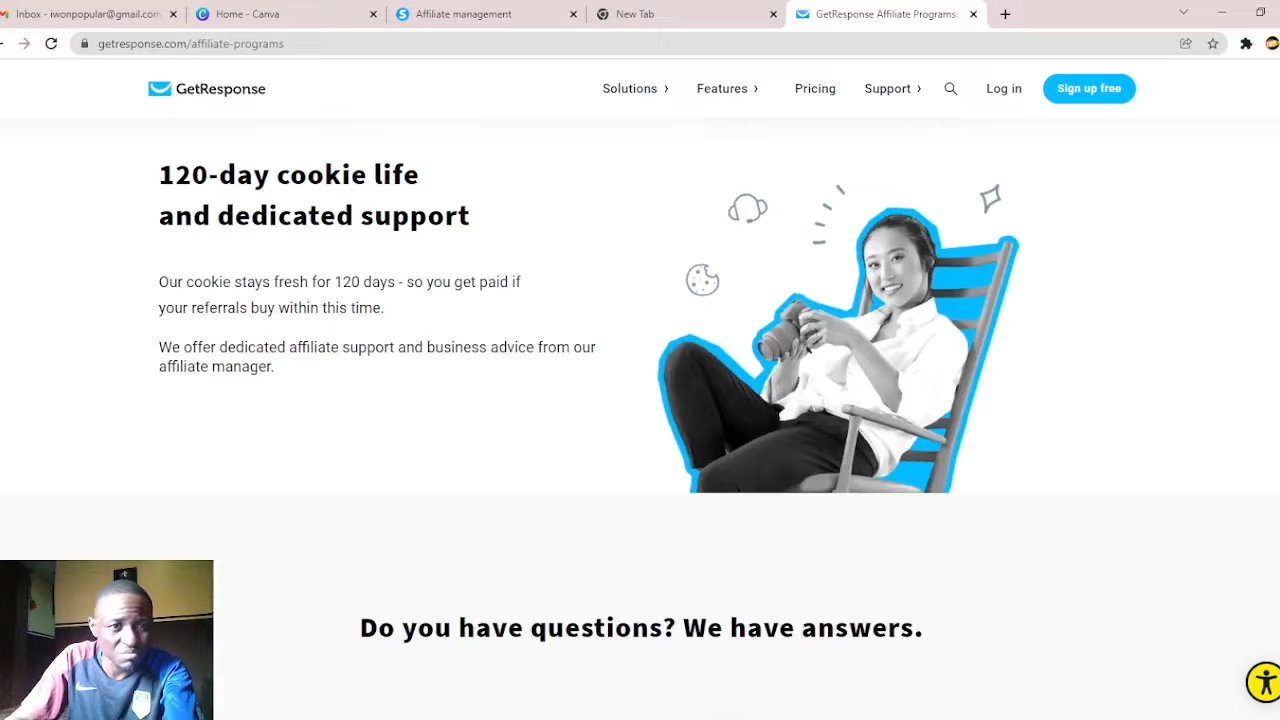 Inbox - iwonpopular@gmail.com
Home - Canva
Affiliate management
New Tab
GetResponse Affiliate Programs:
getresponse.com/affiliate-programs
GetResponse
Solutions
Features
Pricing
Support
Log in
Sign up free
120-day cookie life
and dedicated support
Our cookie stays fresh for 120 days - so you get paid if
your referrals buy within this time.
We offer dedicated affiliate support and business advice from our
affiliate manager.
Do you have questions? We have answers.